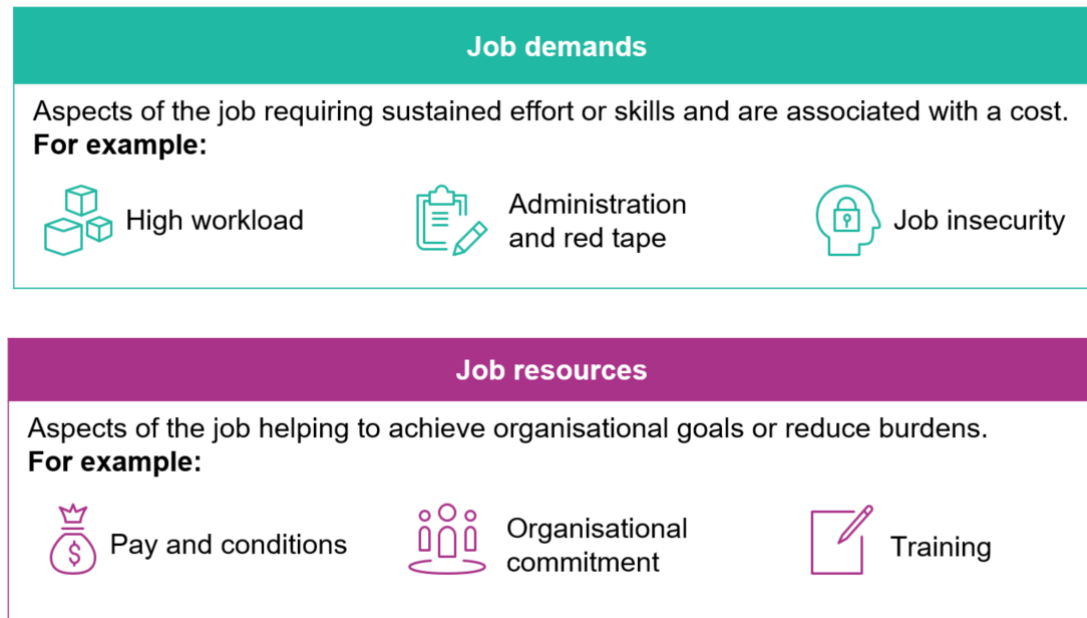 Job demands
Aspects of the job requiring sustained effort or skills and are associated with a cost.
For example:
High workload
Administration
and red tape
Job insecurity
Job resources
Aspects of the job helping to achieve organisational goals or reduce burdens.
For example:
$
Pay and conditions
Organisational
commitment
Training